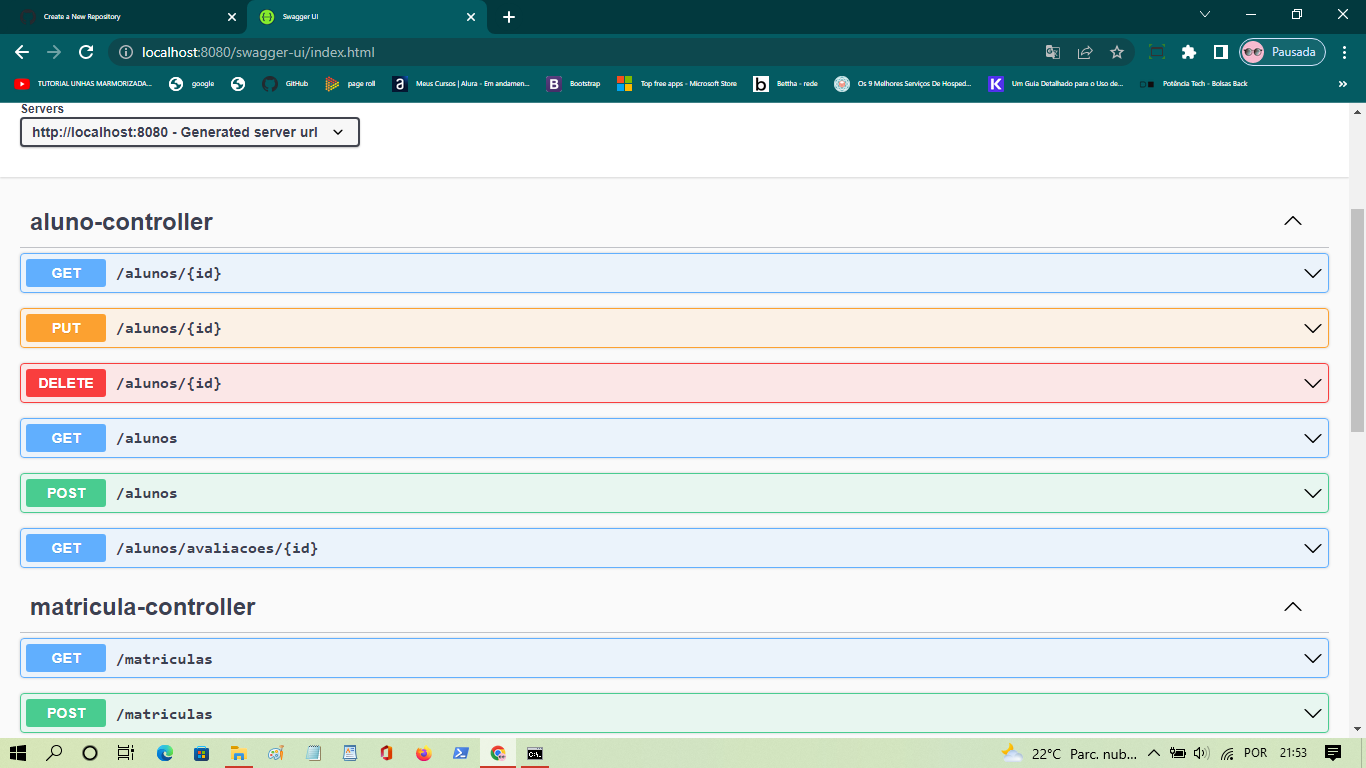 Create a New Repository
Swagger UI
localhost:8080/swagger-ui/index.html
Pausada
TUTORIAL UNHAS MARMORIZADA...
google
GitHub
page roll
Meus Cursos | Alura - Em andamen...
Bootstrap
Top free apps - Microsoft Store
Bettha - rede
Os 9 Melhores Serviços De Hosped...
Um Guia Detalhado para o Uso de...
Potência Tech - Bolsas Back
»
Servers
http://localhost:8080 - Generated server url
aluno-controller
GET /alunos/{id}
PUT /alunos/{id}
DELETE /alunos/{id}
GET /alunos
POST /alunos
GET /alunos/avaliacoes/{id}
matricula-controller
GET /matriculas
POST /matriculas
22°C Parc. nub...
POR
21:53